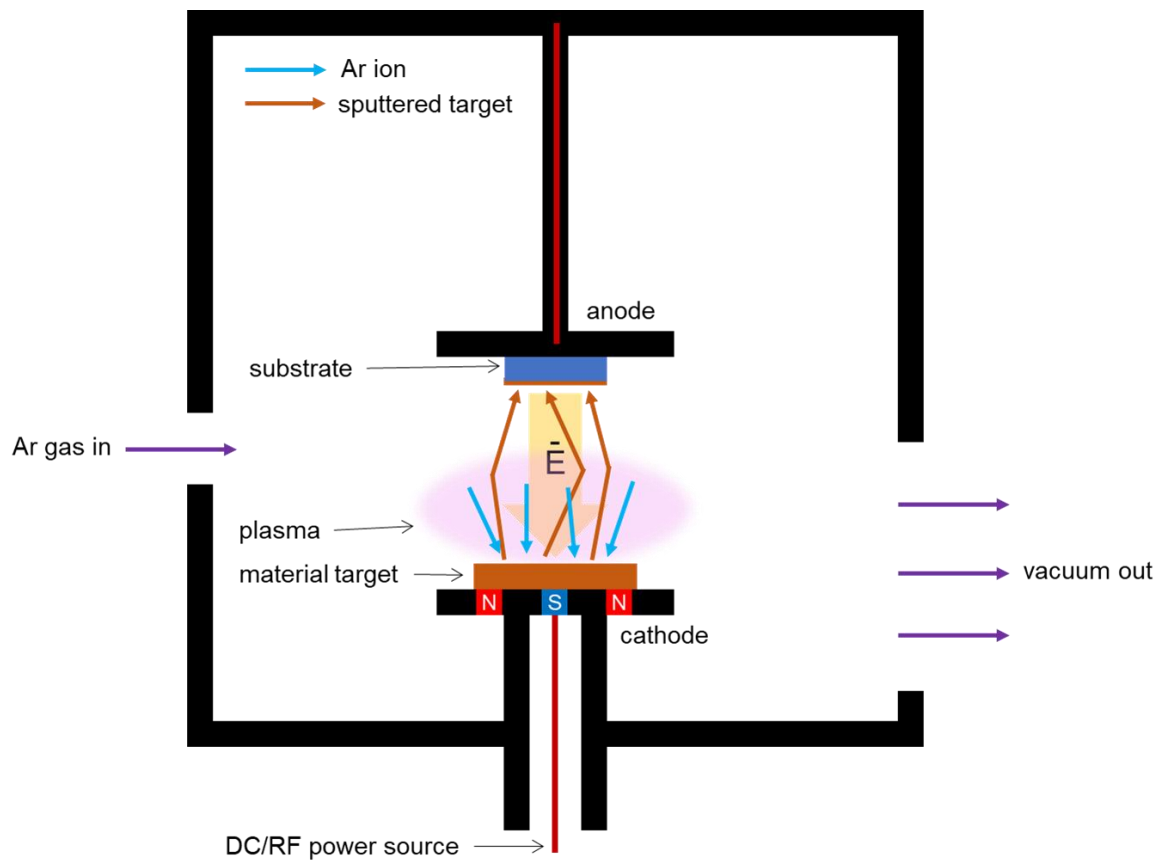 Ar ion
sputtered target
anode
substrate
Ar gas in
Ē
plasma
material target
vacuum out
N S N
cathode
DC/RF power source